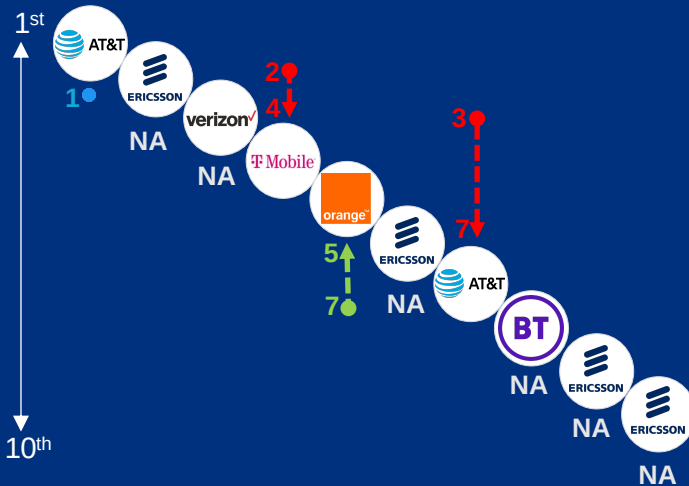 1st
AT&T
1
ERICSSON
NA
verizon✓
NA
2
4
T Mobile
orange™
5
7
ERICSSON
NA
3
7
AT&T
BT
NA
ERICSSON
NA
ERICSSON
NA
10th